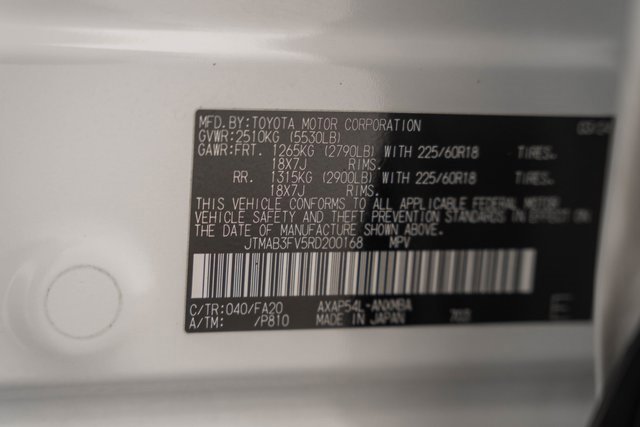 MFD.BY:TOYOTA MOTOR CORPORATION
GVWR:2510KG (5530LB)
GAWR:FRT. 1265KG (2790LB) WITH 225/60R18 TIRES.
18X7J RIMS.
RR. 1315KG (2900LB) WITH 225/60R18 TIRES.
18X7J RIMS.
THIS VEHICLE CONFORMS TO ALL APPLICABLE FEDERAL MOTOR
VEHICLE SAFETY AND THEFT PREVENTION STANDARDS IN EFFECT ON
THE DATE OF MANUFACTURE SHOWN ABOVE.
JTMAB3FV5RD200168 MPV
C/TR:040/FA20 AXAP54L-ANXMBA
A/TM: /P810 MADE IN JAPAN